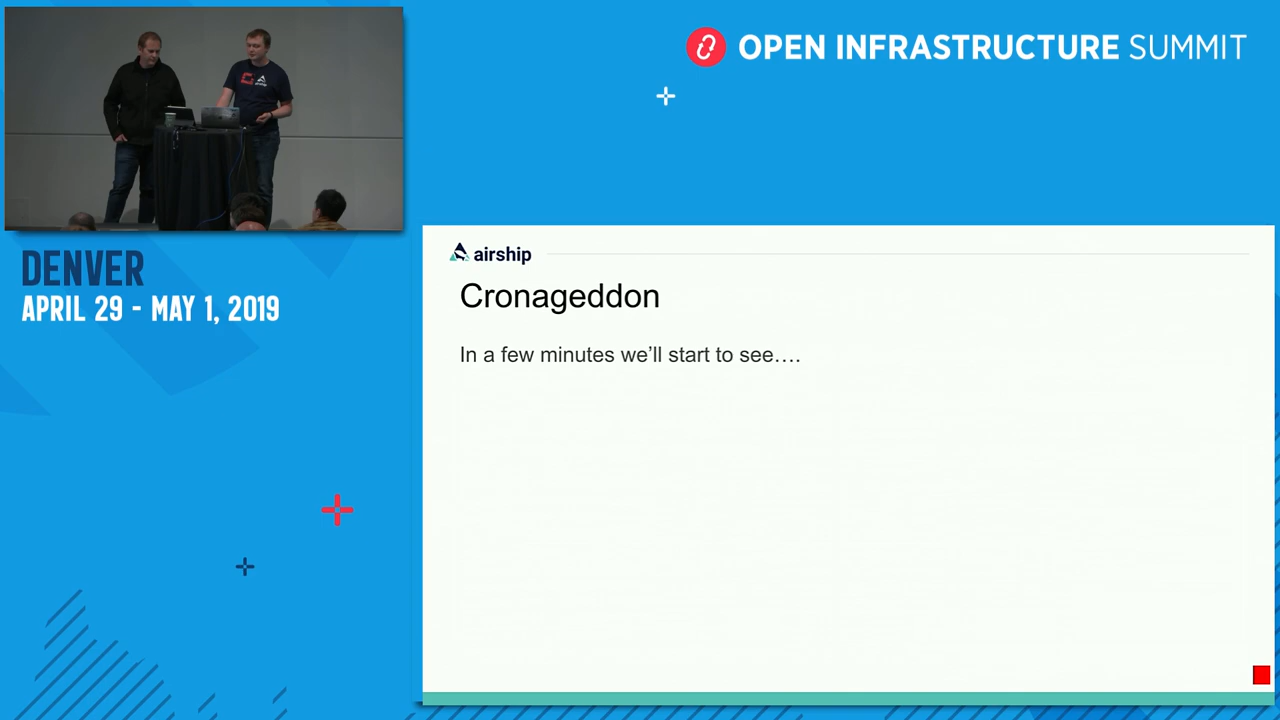 OPEN INFRASTRUCTURE SUMMIT
airship
DENVER
APRIL 29 - MAY 1, 2019
airship
Cronageddon
In a few minutes we'll start to see….